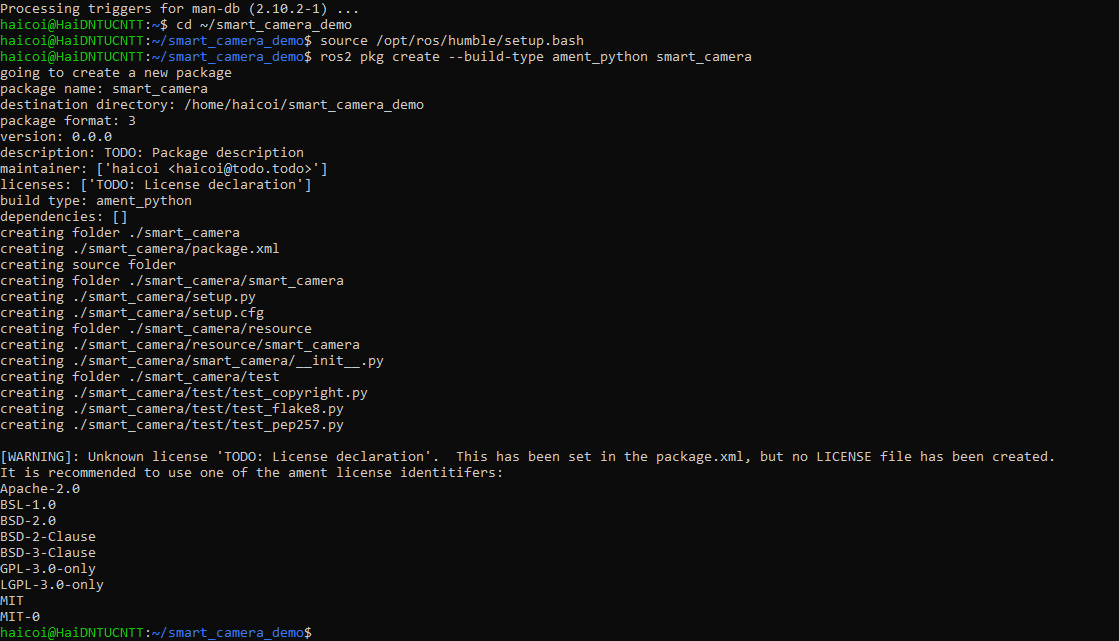 Processing triggers for man-db (2.10.2-1) ...
haicoi@HaiDNTUCNTT:~$ cd ~/smart_camera_demo
haicoi@HaiDNTUCNTT:~/smart_camera_demo$ source /opt/ros/humble/setup.bash
haicoi@HaiDNTUCNTT:~/smart_camera_demo$ ros2 pkg create --build-type ament_python smart_camera
going to create a new package
package name: smart_camera
destination directory: /home/haicoi/smart_camera_demo
package format: 3
version: 0.0.0
description: TODO: Package description
maintainer: ['haicoi <haicoi@todo.todo>']
licenses: ['TODO: License declaration']
build type: ament_python
dependencies: []
creating folder ./smart_camera
creating ./smart_camera/package.xml
creating source folder
creating folder ./smart_camera/smart_camera
creating ./smart_camera/setup.py
creating ./smart_camera/setup.cfg
creating folder ./smart_camera/resource
creating ./smart_camera/resource/smart_camera
creating ./smart_camera/smart_camera/__init__.py
creating folder ./smart_camera/test
creating ./smart_camera/test/test_copyright.py
creating ./smart_camera/test/test_flake8.py
creating ./smart_camera/test/test_pep257.py
[WARNING]: Unknown license 'TODO: License declaration'.  This has been set in the package.xml, but no LICENSE file has been created.
It is recommended to use one of the ament license identitifers:
Apache-2.0
BSL-1.0
BSD-2.0
BSD-2-Clause
BSD-3-Clause
GPL-3.0-only
LGPL-3.0-only
MIT
MIT-0
haicoi@HaiDNTUCNTT:~/smart_camera_demo$